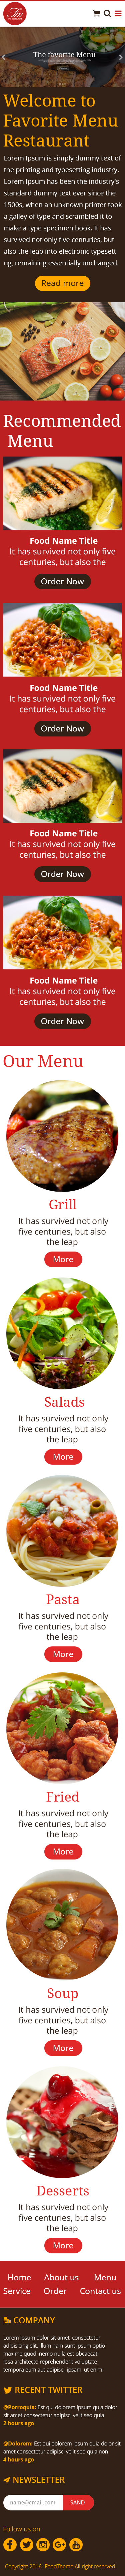 fm
The favorite Menu
Welcome to
Favorite Menu
Restaurant
Lorem Ipsum is simply dummy text of
the printing and typesetting industry.
Lorem Ipsum has been the industry's
standard dummy text ever since the
1500s, when an unknown printer took
a galley of type and scrambled it to
make a type specimen book. It has
survived not only five centuries, but
also the leap into electronic typesetti
ng, remaining essentially unchanged.
Read more
Recommended
Menu
Food Name Title
It has survived not only five
centuries, but also the
Order Now
Food Name Title
It has survived not only five
centuries, but also the
Order Now
Food Name Title
It has survived not only five
centuries, but also the
Order Now
Food Name Title
It has survived not only five
centuries, but also the
Order Now
Our Menu
Grill
It has survived not only
five centuries, but also
the leap
More
Salads
It has survived not only
five centuries, but also
the leap
More
Pasta
It has survived not only
five centuries, but also
the leap
More
Fried
It has survived not only
five centuries, but also
the leap
More
Soup
It has survived not only
five centuries, but also
the leap
More
Desserts
It has survived not only
five centuries, but also
the leap
More
Home About us Menu
Service Order Contact us
COMPANY
Lorem ipsum dolor sit amet, consectetuer
adipiscing elit, illum nam sunt ipsum optio
maxime quod, nemo nulla est obcaecati
ipsa architecto reprehenderit voluptate
tempora eum aut adipisci, ipsam, ut enim.
RECENT TWITTER
@Porroquia: Est qui dolorem ipsum quia dolor
sit amet consectetur adipsci velit sed quia
2 hours ago
@Dolorem: Est qui dolorem ipsum quia dolor sit
amet consectetur adipsci velit sed quia non
4 hours ago
NEWSLETTER
name@email.com SAND
Follow us on
Copyright 2016 -FoodTheme All right reserved.